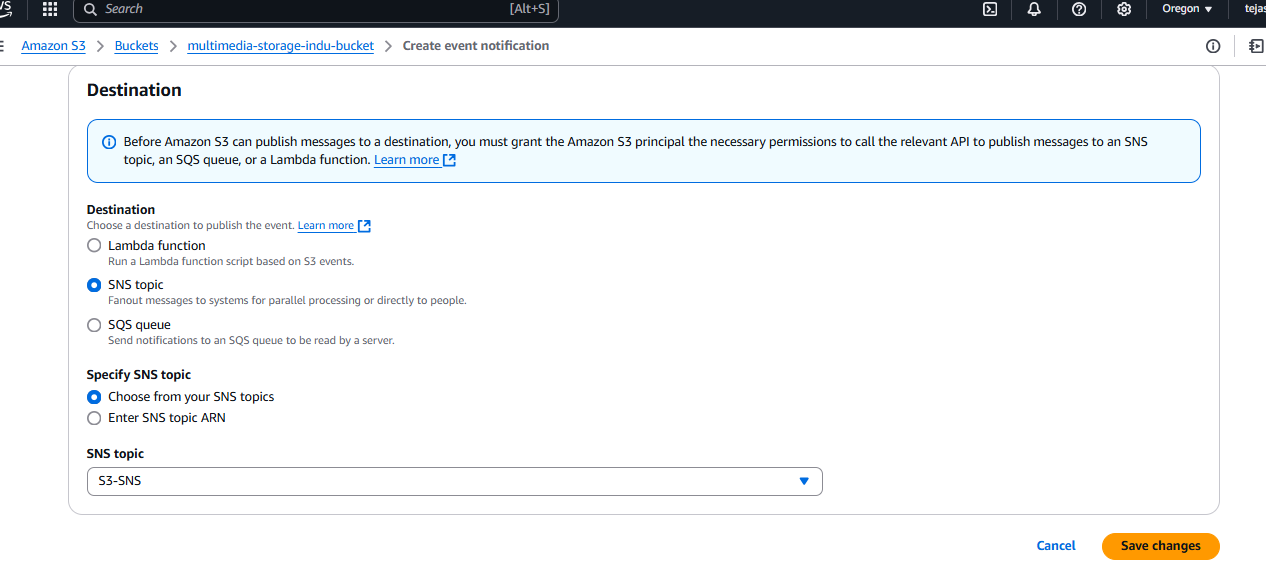 Search [Alt+S] Oregon
Amazon S3 > Buckets > multimedia-storage-indu-bucket > Create event notification
Destination
Before Amazon S3 can publish messages to a destination, you must grant the Amazon S3 principal the necessary permissions to call the relevant API to publish messages to an SNS
topic, an SQS queue, or a Lambda function. Learn more
Destination
Choose a destination to publish the event. Learn more
Lambda function
Run a Lambda function script based on S3 events.
SNS topic
Fanout messages to systems for parallel processing or directly to people.
SQS queue
Send notifications to an SQS queue to be read by a server.
Specify SNS topic
Choose from your SNS topics
Enter SNS topic ARN
SNS topic
S3-SNS
Cancel Save changes